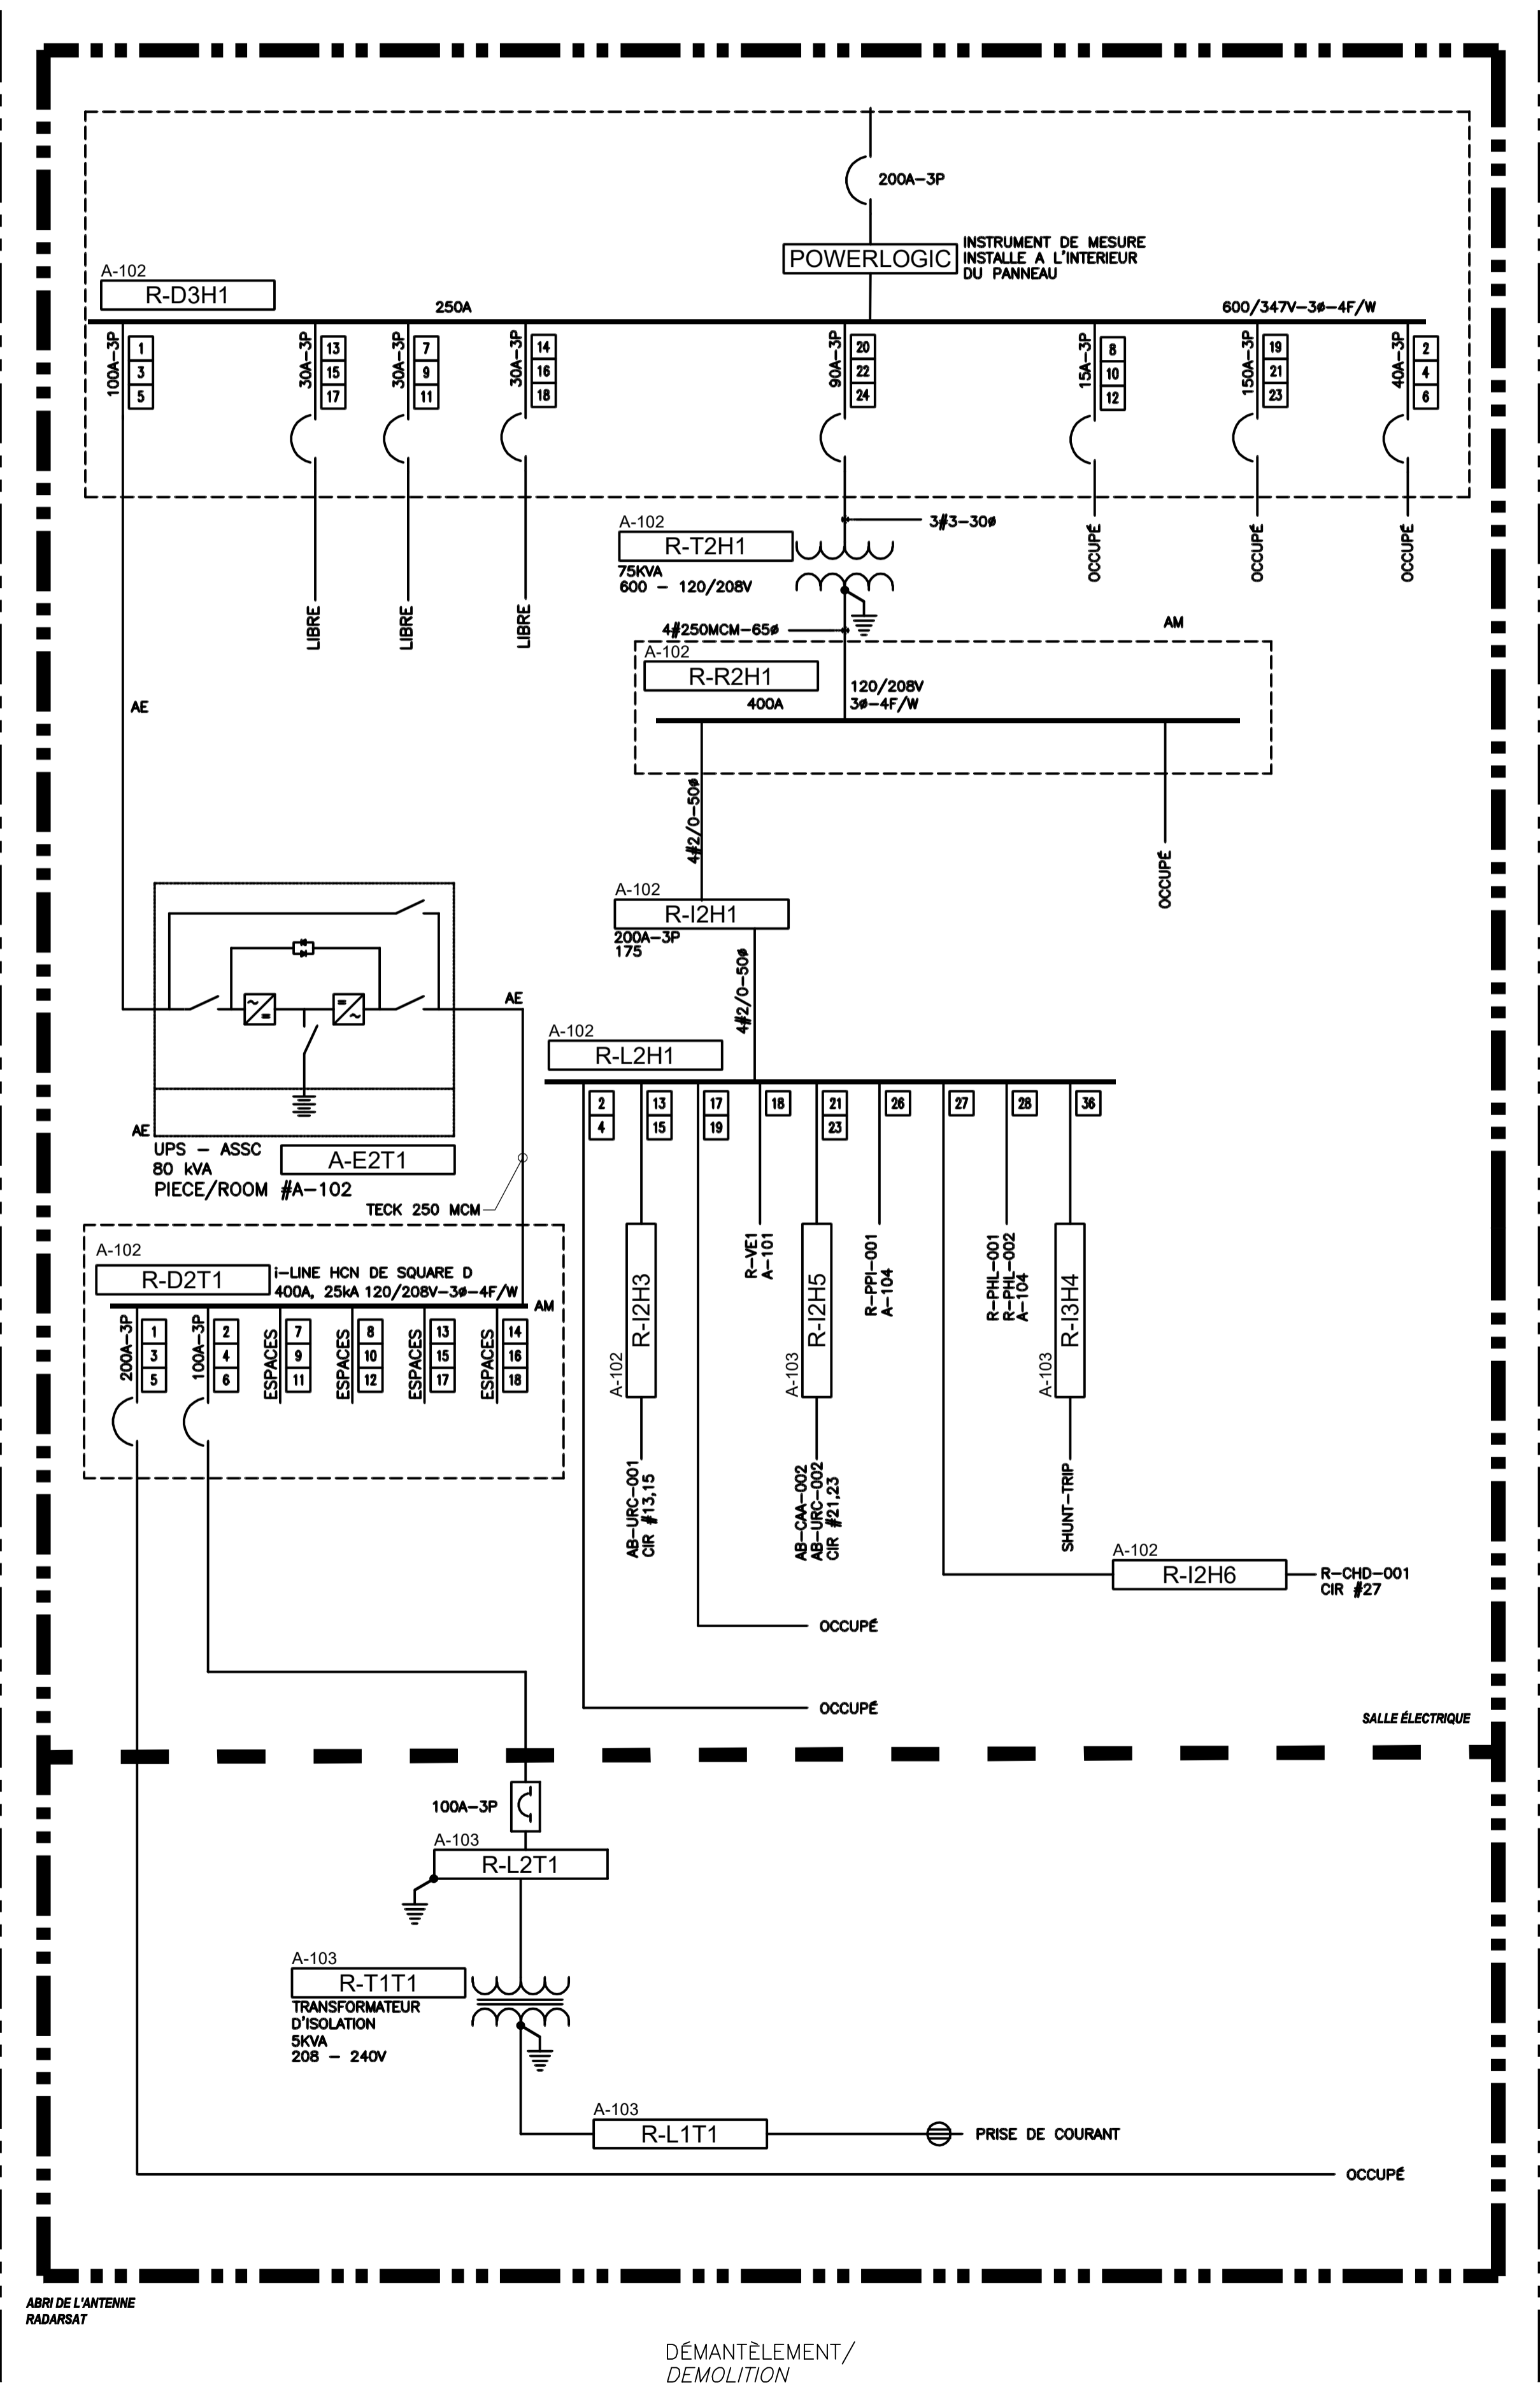 200A-3P
POWERLOGIC
INSTRUMENT DE MESURE
INSTALLE A L'INTERIEUR
DU PANNEAU
A-102
R-D3H1
250A
600/347V-3ø-4F/W
100A-3P
1
3
5
30A-3P
13
15
17
30A-3P
7
9
11
30A-3P
14
16
18
90A-3P
20
22
24
15A-3P
8
10
12
150A-3P
19
21
23
40A-3P
2
4
6
LIBRE
LIBRE
LIBRE
OCCUPÉ
OCCUPÉ
OCCUPÉ
3#3-30ø
A-102
R-T2H1
75KVA
600 - 120/208V
4#250MCM-65ø
AM
A-102
R-R2H1
400A
120/208V
3ø-4F/W
AE
4#2/0-50ø
OCCUPÉ
A-102
R-I2H1
200A-3P
175
4#2/0-50ø
AE
A-102
R-L2H1
2
4
13
15
17
19
18
21
23
26
27
28
36
AE
UPS - ASSC
80 kVA
A-E2T1
PIECE/ROOM #A-102
TECK 250 MCM
A-102
R-D2T1
i-LINE HCN DE SQUARE D
400A, 25kA 120/208V-3ø-4F/W
AM
200A-3P
1
3
5
100A-3P
2
4
6
ESPACES
7
9
11
ESPACES
8
10
12
ESPACES
13
15
17
ESPACES
14
16
18
A-102
R-I2H3
AB-URC-001
CIR #13,15
R-VE1
A-101
A-103
R-I2H5
AB-CAA-002
AB-URC-002
CIR #21,23
R-PPI-001
A-104
R-PHL-001
R-PHL-002
A-104
A-103
R-I3H4
SHUNT-TRIP
A-102
R-I2H6
R-CHD-001
CIR #27
OCCUPÉ
OCCUPÉ
SALLE ÉLECTRIQUE
100A-3P
A-103
R-L2T1
A-103
R-T1T1
TRANSFORMATEUR
D'ISOLATION
5KVA
208 - 240V
A-103
R-L1T1
PRISE DE COURANT
OCCUPÉ
ABRI DE L'ANTENNE
RADARSAT
DÉMANTÈLEMENT/
DEMOLITION